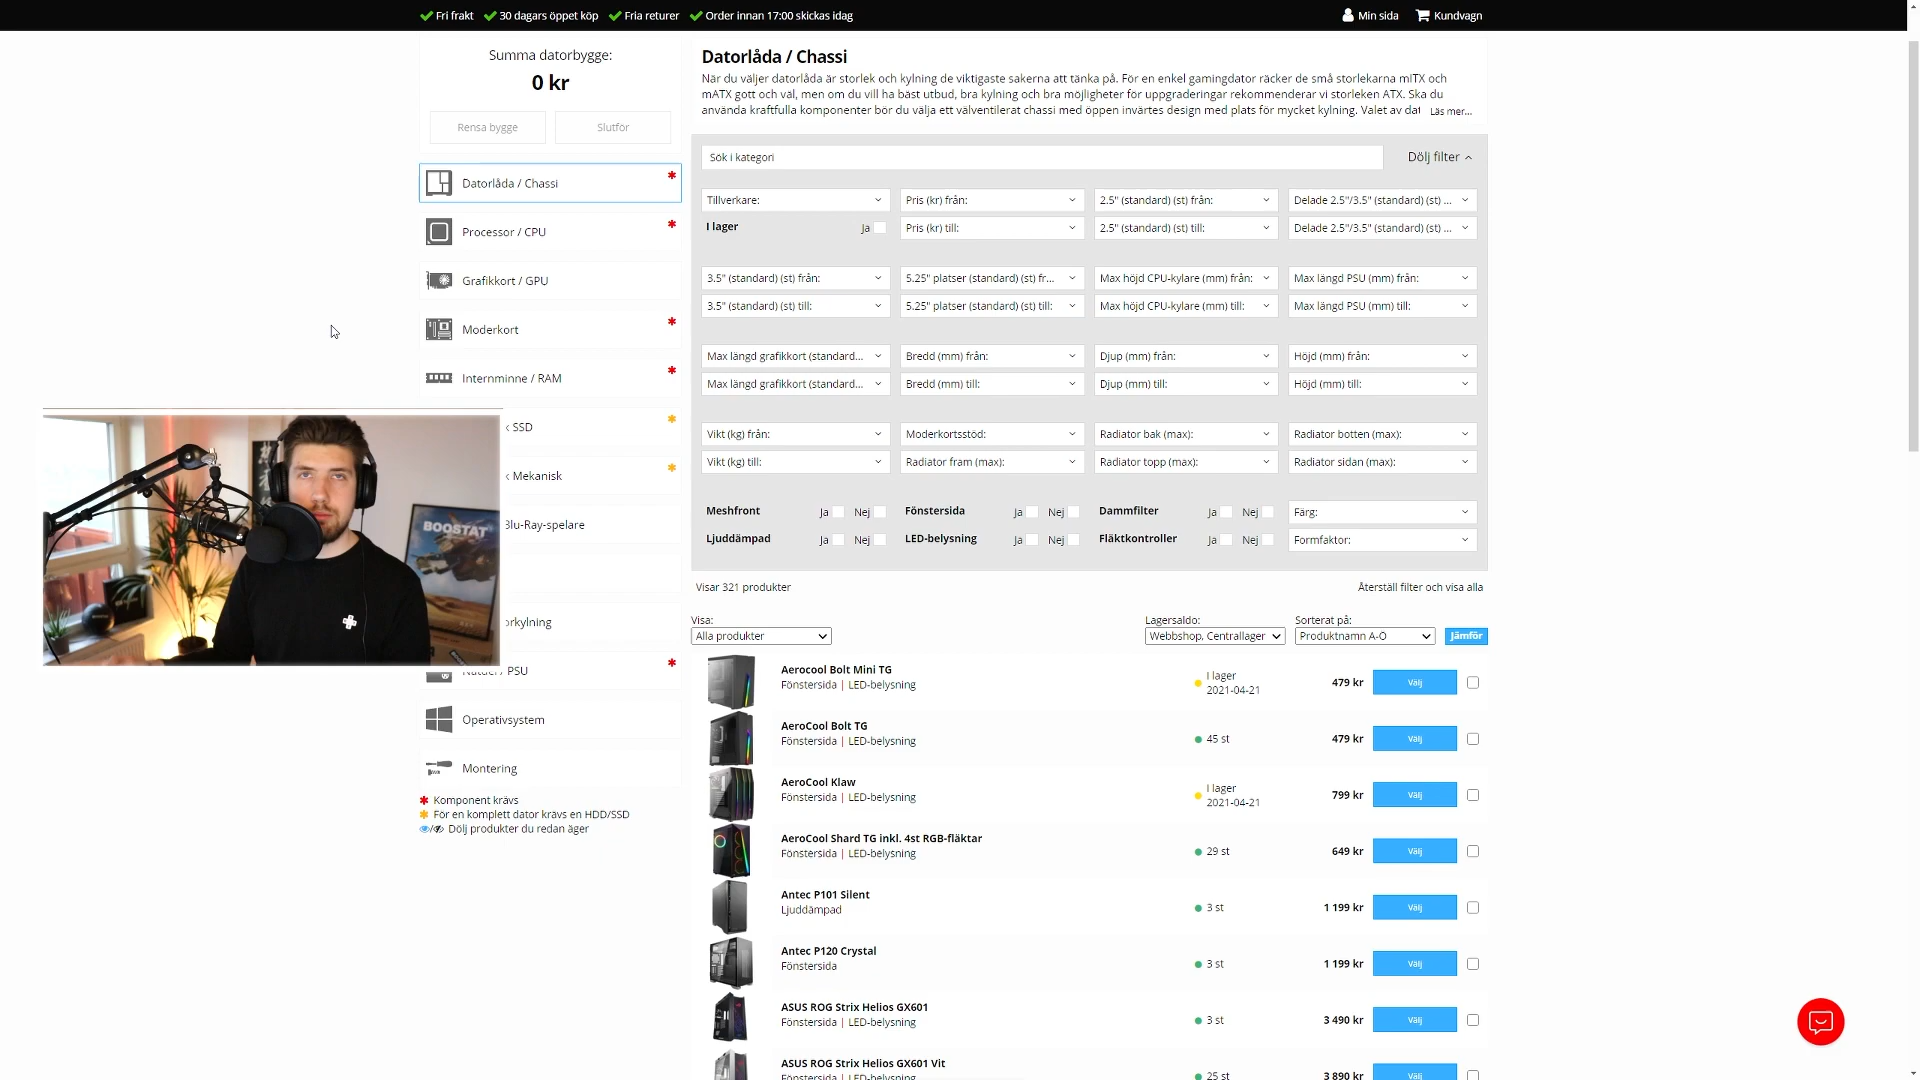 Fri frakt
30 dagars öppet köp
Fria returer
Order innan 17:00 skickas idag
Min sida
Kundvagn
Summa datorbygge:
0 kr
Rensa bygge
Slutför
Datorlåda / Chassi
Processor / CPU
Grafikkort / GPU
Moderkort
Internminne / RAM
SSD
Mekanisk
Blu-Ray-spelare
orkylning
/ PSU
Operativsystem
Montering
Komponent krävs
För en komplett dator krävs en HDD/SSD
/ Dölj produkter du redan äger
BOOSTAT
Datorlåda / Chassi
När du väljer datorlåda är storlek och kylning de viktigaste sakerna att tänka på. För en enkel gamingdator räcker de små storlekarna mITX och
mATX gott och väl, men om du vill ha bäst utbud, bra kylning och bra möjligheter för uppgraderingar rekommenderar vi storleken ATX. Ska du
använda kraftfulla komponenter bör du välja ett välventilerat chassi med öppen invärtes design med plats för mycket kylning. Valet av dat Läs mer...
Sök i kategori
Dölj filter
Tillverkare: Pris (kr) från: 2.5" (standard) (st) från: Delade 2.5"/3.5" (standard) (st) ...
I lager Ja Pris (kr) till: 2.5" (standard) (st) till: Delade 2.5"/3.5" (standard) (st) ...
3.5" (standard) (st) från: 5.25" platser (standard) (st) fr... Max höjd CPU-kylare (mm) från: Max längd PSU (mm) från:
3.5" (standard) (st) till: 5.25" platser (standard) (st) till: Max höjd CPU-kylare (mm) till: Max längd PSU (mm) till:
Max längd grafikkort (standard... Bredd (mm) från: Djup (mm) från: Höjd (mm) från:
Max längd grafikkort (standard... Bredd (mm) till: Djup (mm) till: Höjd (mm) till:
Vikt (kg) från: Moderkortsstöd: Radiator bak (max): Radiator botten (max):
Vikt (kg) till: Radiator fram (max): Radiator topp (max): Radiator sidan (max):
Meshfront Ja Nej Fönstersida Ja Nej Dammfilter Ja Nej Färg:
Ljuddämpad Ja Nej LED-belysning Ja Nej Fläktkontroller Ja Nej Formfaktor:
Visar 321 produkter
Återställ filter och visa alla
Visa: Lagersaldo: Sorterat på:
Alla produkter Webbshop, Centrallager Produktnamn A-Ö Jämför
Aerocool Bolt Mini TG
Fönstersida | LED-belysning
I lager
2021-04-21
479 kr
Välj
AeroCool Bolt TG
Fönstersida | LED-belysning
45 st
479 kr
Välj
AeroCool Klaw
Fönstersida | LED-belysning
I lager
2021-04-21
799 kr
Välj
AeroCool Shard TG inkl. 4st RGB-fläktar
Fönstersida | LED-belysning
29 st
649 kr
Välj
Antec P101 Silent
Ljuddämpad
3 st
1 199 kr
Välj
Antec P120 Crystal
Fönstersida
3 st
1 199 kr
Välj
ASUS ROG Strix Helios GX601
Fönstersida | LED-belysning
3 st
3 490 kr
Välj
ASUS ROG Strix Helios GX601 Vit
Fönstersida | LED-belysning
25 st
3 890 kr
Välj